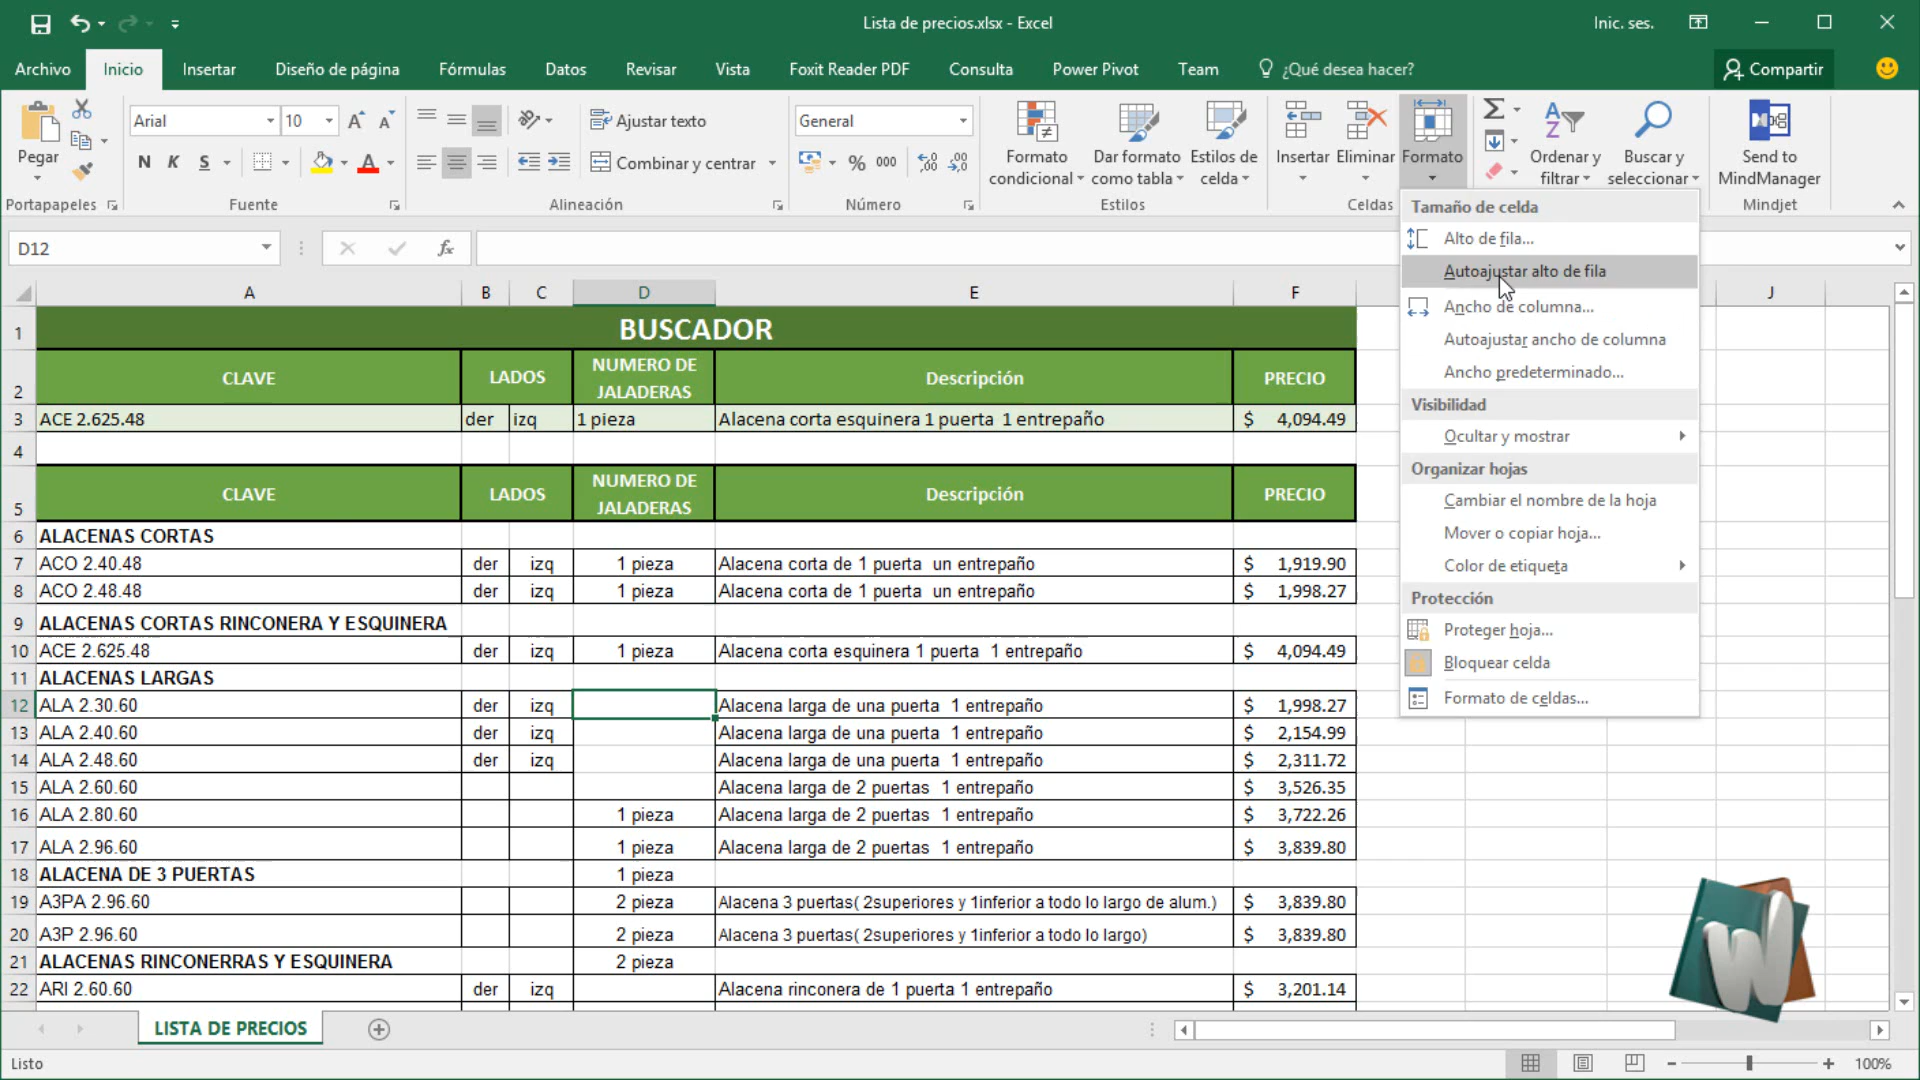 Lista de precios.xlsx - Excel
Inic. ses.
Archivo Inicio Insertar Diseño de página Fórmulas Datos Revisar Vista Foxit Reader PDF Consulta Power Pivot Team ¿Qué desea hacer? Compartir
Pegar
Portapapeles
Arial 10
N K S
Fuente
Ajustar texto
Combinar y centrar
Alineación
General
% 000
Número
Formato condicional
Dar formato como tabla
Estilos de celda
Estilos
Insertar Eliminar Formato
Celdas
Ordenar y filtrar
Buscar y seleccionar
Send to MindManager
Mindjet
Tamaño de celda
Alto de fila...
Autoajustar alto de fila
Ancho de columna...
Autoajustar ancho de columna
Ancho predeterminado...
Visibilidad
Ocultar y mostrar
Organizar hojas
Cambiar el nombre de la hoja
Mover o copiar hoja...
Color de etiqueta
Protección
Proteger hoja...
Bloquear celda
Formato de celdas...
D12 fx
A B C D E F J
1 BUSCADOR
2 CLAVE LADOS NUMERO DE JALADERAS Descripción PRECIO
3 ACE 2.625.48 der izq 1 pieza Alacena corta esquinera 1 puerta 1 entrepaño $ 4,094.49
4
5 CLAVE LADOS NUMERO DE JALADERAS Descripción PRECIO
6 ALACENAS CORTAS
7 ACO 2.40.48 der izq 1 pieza Alacena corta de 1 puerta un entrepaño $ 1,919.90
8 ACO 2.48.48 der izq 1 pieza Alacena corta de 1 puerta un entrepaño $ 1,998.27
9 ALACENAS CORTAS RINCONERA Y ESQUINERA
10 ACE 2.625.48 der izq 1 pieza Alacena corta esquinera 1 puerta 1 entrepaño $ 4,094.49
11 ALACENAS LARGAS
12 ALA 2.30.60 der izq Alacena larga de una puerta 1 entrepaño $ 1,998.27
13 ALA 2.40.60 der izq Alacena larga de una puerta 1 entrepaño $ 2,154.99
14 ALA 2.48.60 der izq Alacena larga de una puerta 1 entrepaño $ 2,311.72
15 ALA 2.60.60 Alacena larga de 2 puertas 1 entrepaño $ 3,526.35
16 ALA 2.80.60 1 pieza Alacena larga de 2 puertas 1 entrepaño $ 3,722.26
17 ALA 2.96.60 1 pieza Alacena larga de 2 puertas 1 entrepaño $ 3,839.80
18 ALACENA DE 3 PUERTAS 1 pieza
19 A3PA 2.96.60 2 pieza Alacena 3 puertas( 2superiores y 1inferior a todo lo largo de alum.) $ 3,839.80
20 A3P 2.96.60 2 pieza Alacena 3 puertas( 2superiores y 1inferior a todo lo largo) $ 3,839.80
21 ALACENAS RINCONERRAS Y ESQUINERA 2 pieza
22 ARI 2.60.60 der izq Alacena rinconera de 1 puerta 1 entrepaño $ 3,201.14
W
LISTA DE PRECIOS
Listo 100%